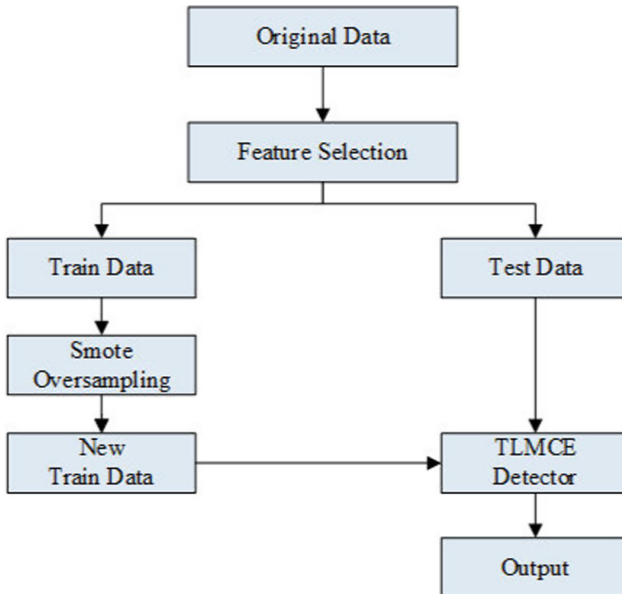 Original Data
Feature Selection
Train Data
Test Data
Smote
Oversampling
New
Train Data
TLMCE
Detector
Output